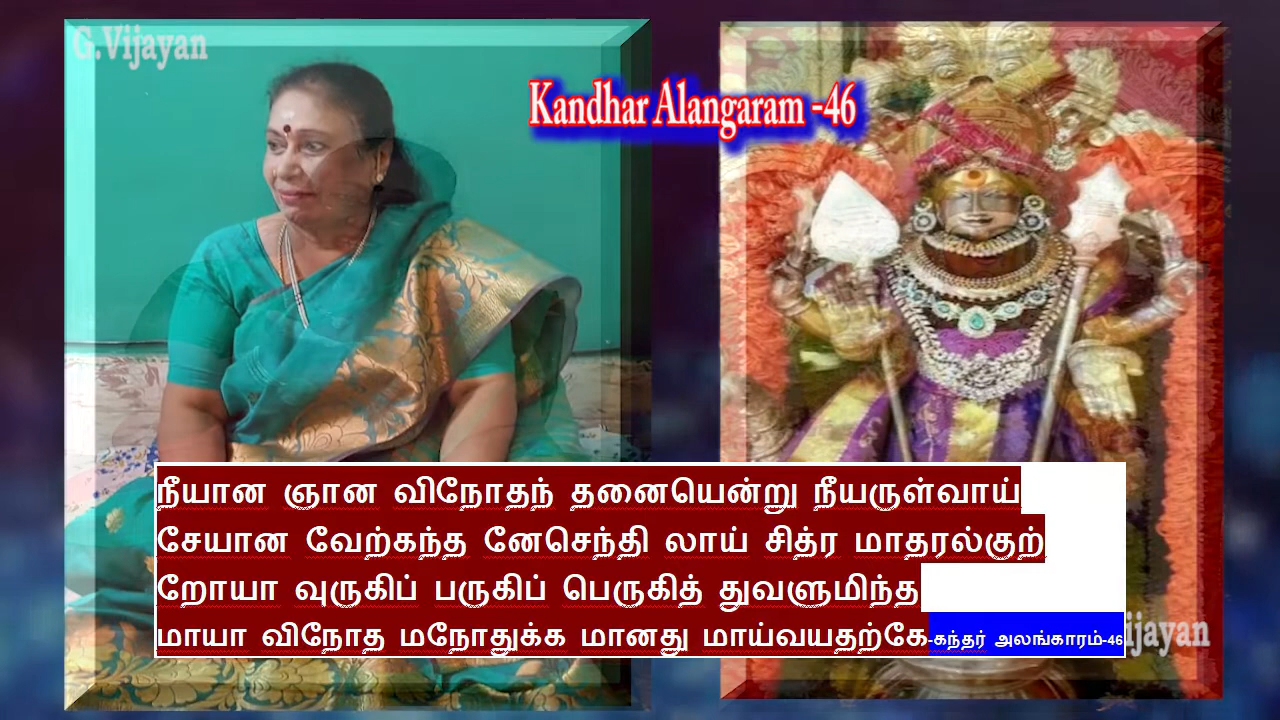 G.Vijayan
Kandhar Alangaram -46
நீயான ஞான விநோதந் தனையென்று நீயருள்வாய்
சேயான வேற்கந்த னேசெந்தி லாய் சித்ர மாதரல்குற்
றோயா வுருகிப் பருகிப் பெருகித் துவளுமிந்த
மாயா விநோத மநோதுக்க மானது மாய்வயதற்கே-கந்தர் அலங்காரம்-46
ijayan